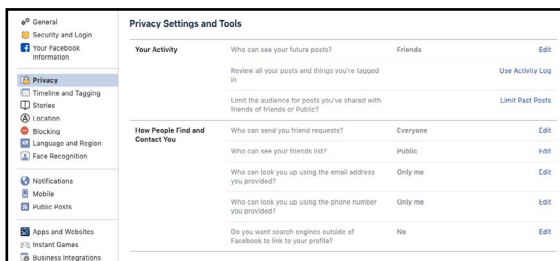 General
Security and Login
Your Facebook
Information
Privacy
Timeline and Tagging
Stories
Location
Blocking
Language and Region
Face Recognition
Notifications
Mobile
Public Posts
Apps and Websites
Instant Games
Business Integrations
Privacy Settings and Tools
Your Activity
Who can see your future posts? Friends Edit
Review all your posts and things you're tagged
in
Use Activity Log
Limit the audience for posts you've shared with
friends of friends or Public?
Limit Past Posts
How People Find and
Contact You
Who can send you friend requests? Everyone Edit
Who can see your friends list? Public Edit
Who can look you up using the email address
you provided?
Only me Edit
Who can look you up using the phone number
you provided?
Only me Edit
Do you want search engines outside of
Facebook to link to your profile?
No Edit